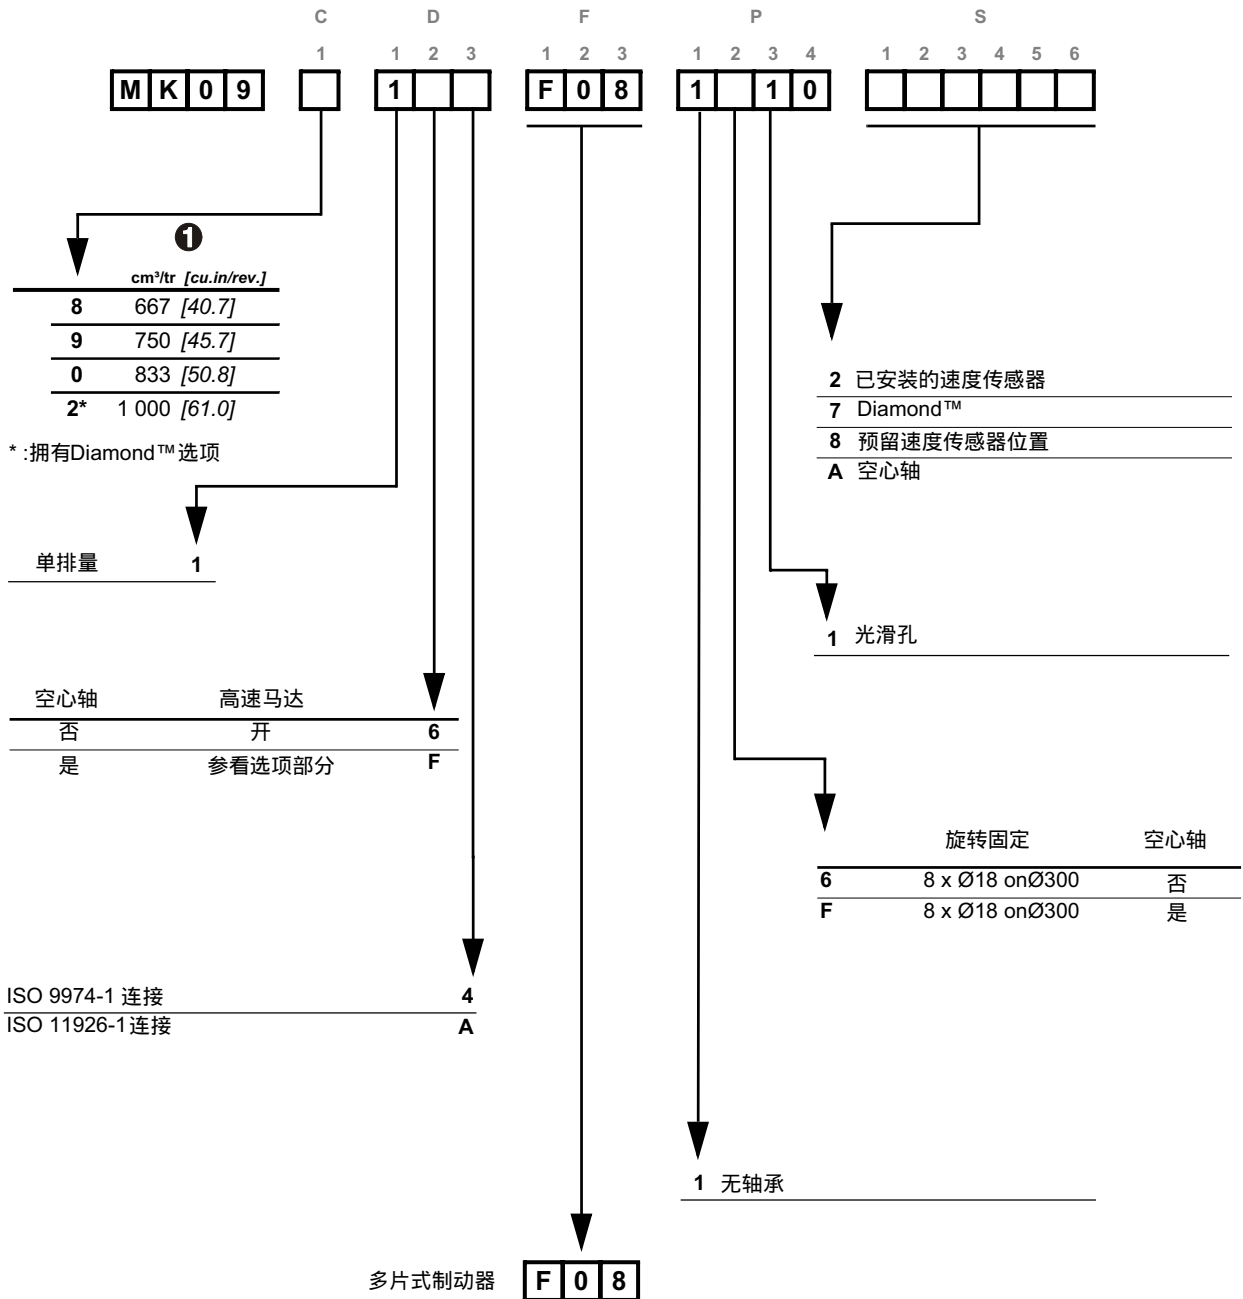 C D F P S
1 1 2 3 1 2 3 1 2 3 4 1 2 3 4 5 6
M K 0 9 1 F 0 8 1 1 0
❶
cm³/tr [cu.in/rev.]
8 667 [40.7]
9 750 [45.7]
0 833 [50.8]
2* 1 000 [61.0]
* :拥有Diamond™选项
2 已安装的速度传感器
7 Diamond™
8 预留速度传感器位置
A 空心轴
单排量 1
1 光滑孔
空心轴 高速马达
否 开 6
是 参看选项部分 F
旋转固定 空心轴
6 8 x Ø18 onØ300 否
F 8 x Ø18 onØ300 是
ISO 9974-1 连接 4
ISO 11926-1连接 A
1 无轴承
多片式制动器 F 0 8